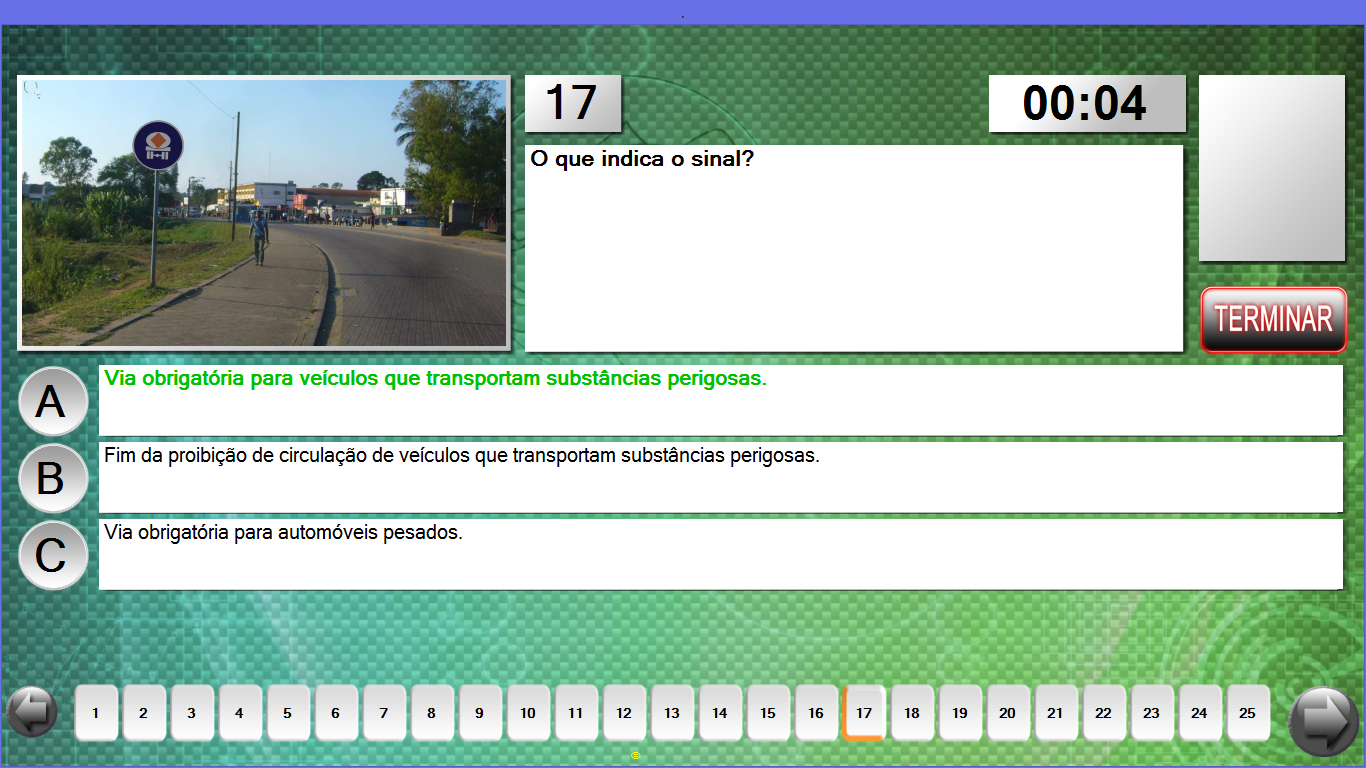 17
00:04
O que indica o sinal?
TERMINAR
A
Via obrigatória para veículos que transportam substâncias perigosas.
B
Fim da proibição de circulação de veículos que transportam substâncias perigosas.
C
Via obrigatória para automóveis pesados.
1 2 3 4 5 6 7 8 9 10 11 12 13 14 15 16 17 18 19 20 21 22 23 24 25